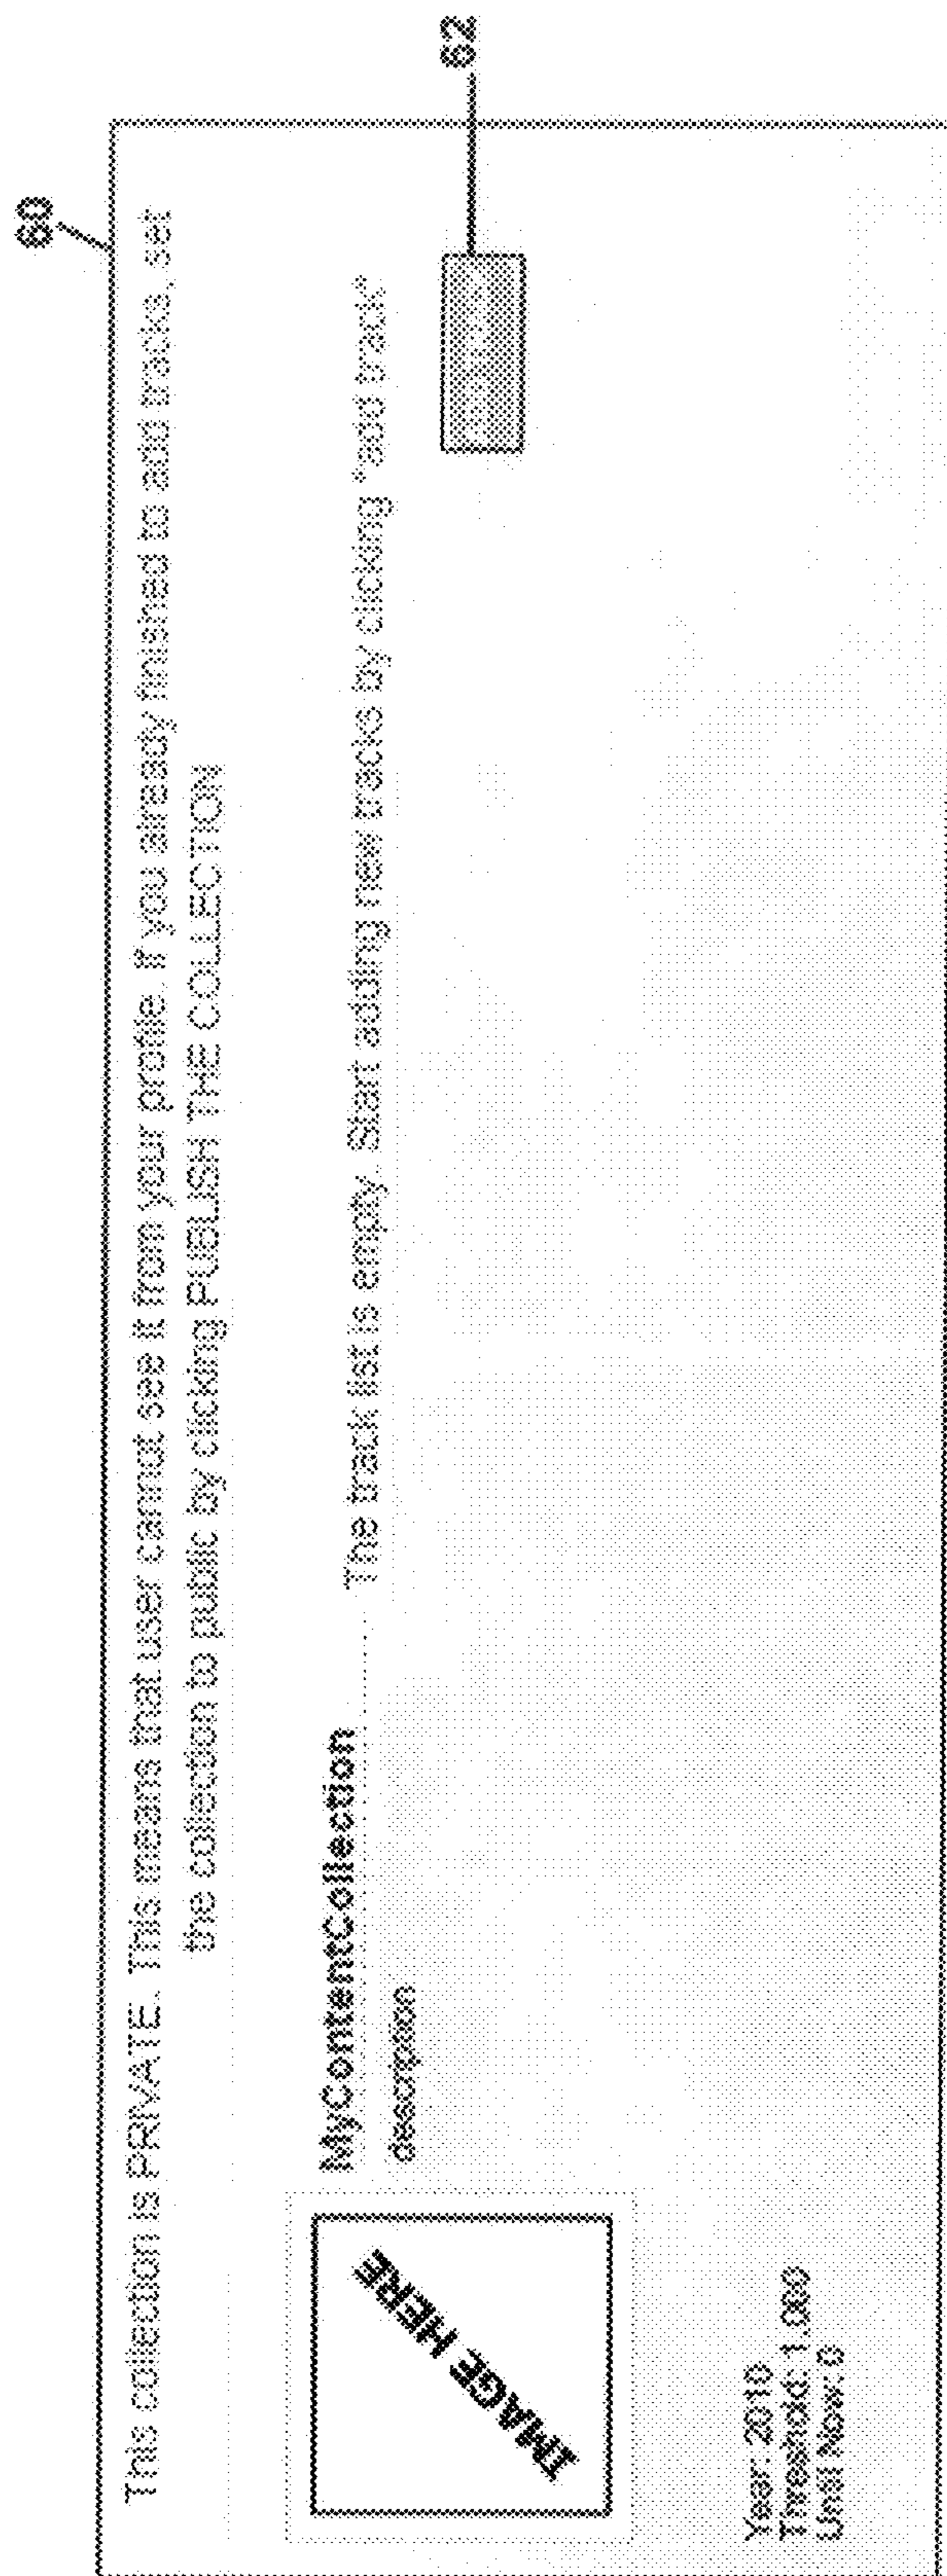 60
This collection is PRIVATE. This means that user cannot see it from your profile. If you already finished to add tracks, set
the collection to public by clicking PUBLISH THE COLLECTION
MyContentCollection
The track list is empty. Start adding new tracks by clicking "add track"
description
62
IMAGE HERE
Year: 2010
Threshold: 1.000
Until Now: 0